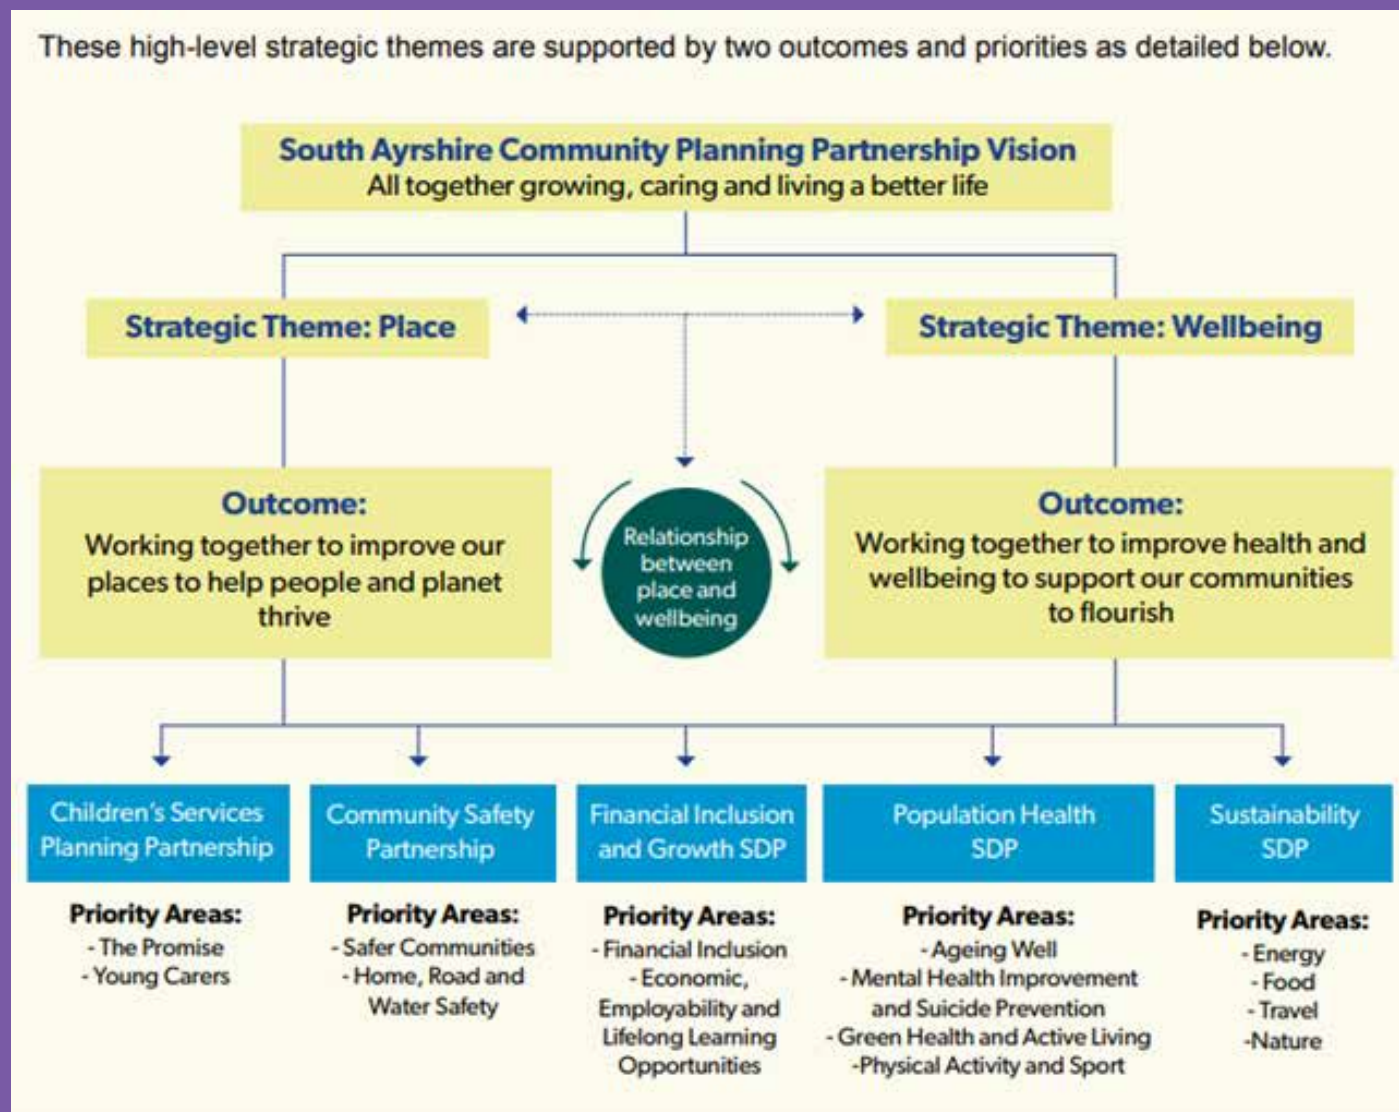 These high-level strategic themes are supported by two outcomes and priorities as detailed below.
South Ayrshire Community Planning Partnership Vision
All together growing, caring and living a better life
Strategic Theme: Place
Strategic Theme: Wellbeing
Outcome:
Working together to improve our
places to help people and planet
thrive
Relationship
between
place and
wellbeing
Outcome:
Working together to improve health and
wellbeing to support our communities
to flourish
Children's Services
Planning Partnership
Priority Areas:
- The Promise
- Young Carers
Community Safety
Partnership
Priority Areas:
- Safer Communities
- Home, Road and
Water Safety
Financial Inclusion
and Growth SDP
Priority Areas:
- Financial Inclusion
- Economic,
Employability and
Lifelong Learning
Opportunities
Population Health
SDP
Priority Areas:
- Ageing Well
- Mental Health Improvement
and Suicide Prevention
- Green Health and Active Living
-Physical Activity and Sport
Sustainability
SDP
Priority Areas:
- Energy
- Food
- Travel
-Nature